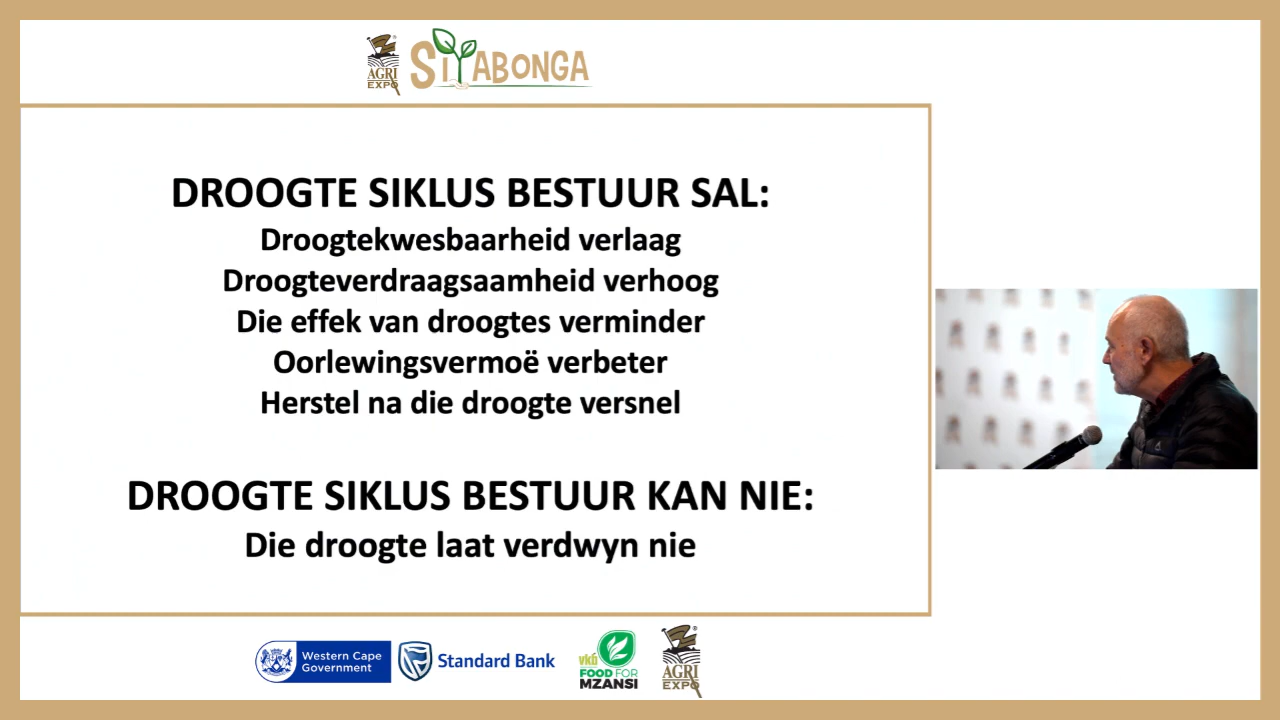 AGRI
EXPO
SIYABONGA
DROOGTE SIKLUS BESTUUR SAL:
Droogtekwesbaarheid verlaag
Droogteverdraagsaamheid verhoog
Die effek van droogtes verminder
Oorlewingsvermoë verbeter
Herstel na die droogte versnel
DROOGTE SIKLUS BESTUUR KAN NIE:
Die droogte laat verdwyn nie
Western Cape
Government
Standard Bank
vkb
FOOD FOR
MZANSI
AGRI
EXPO